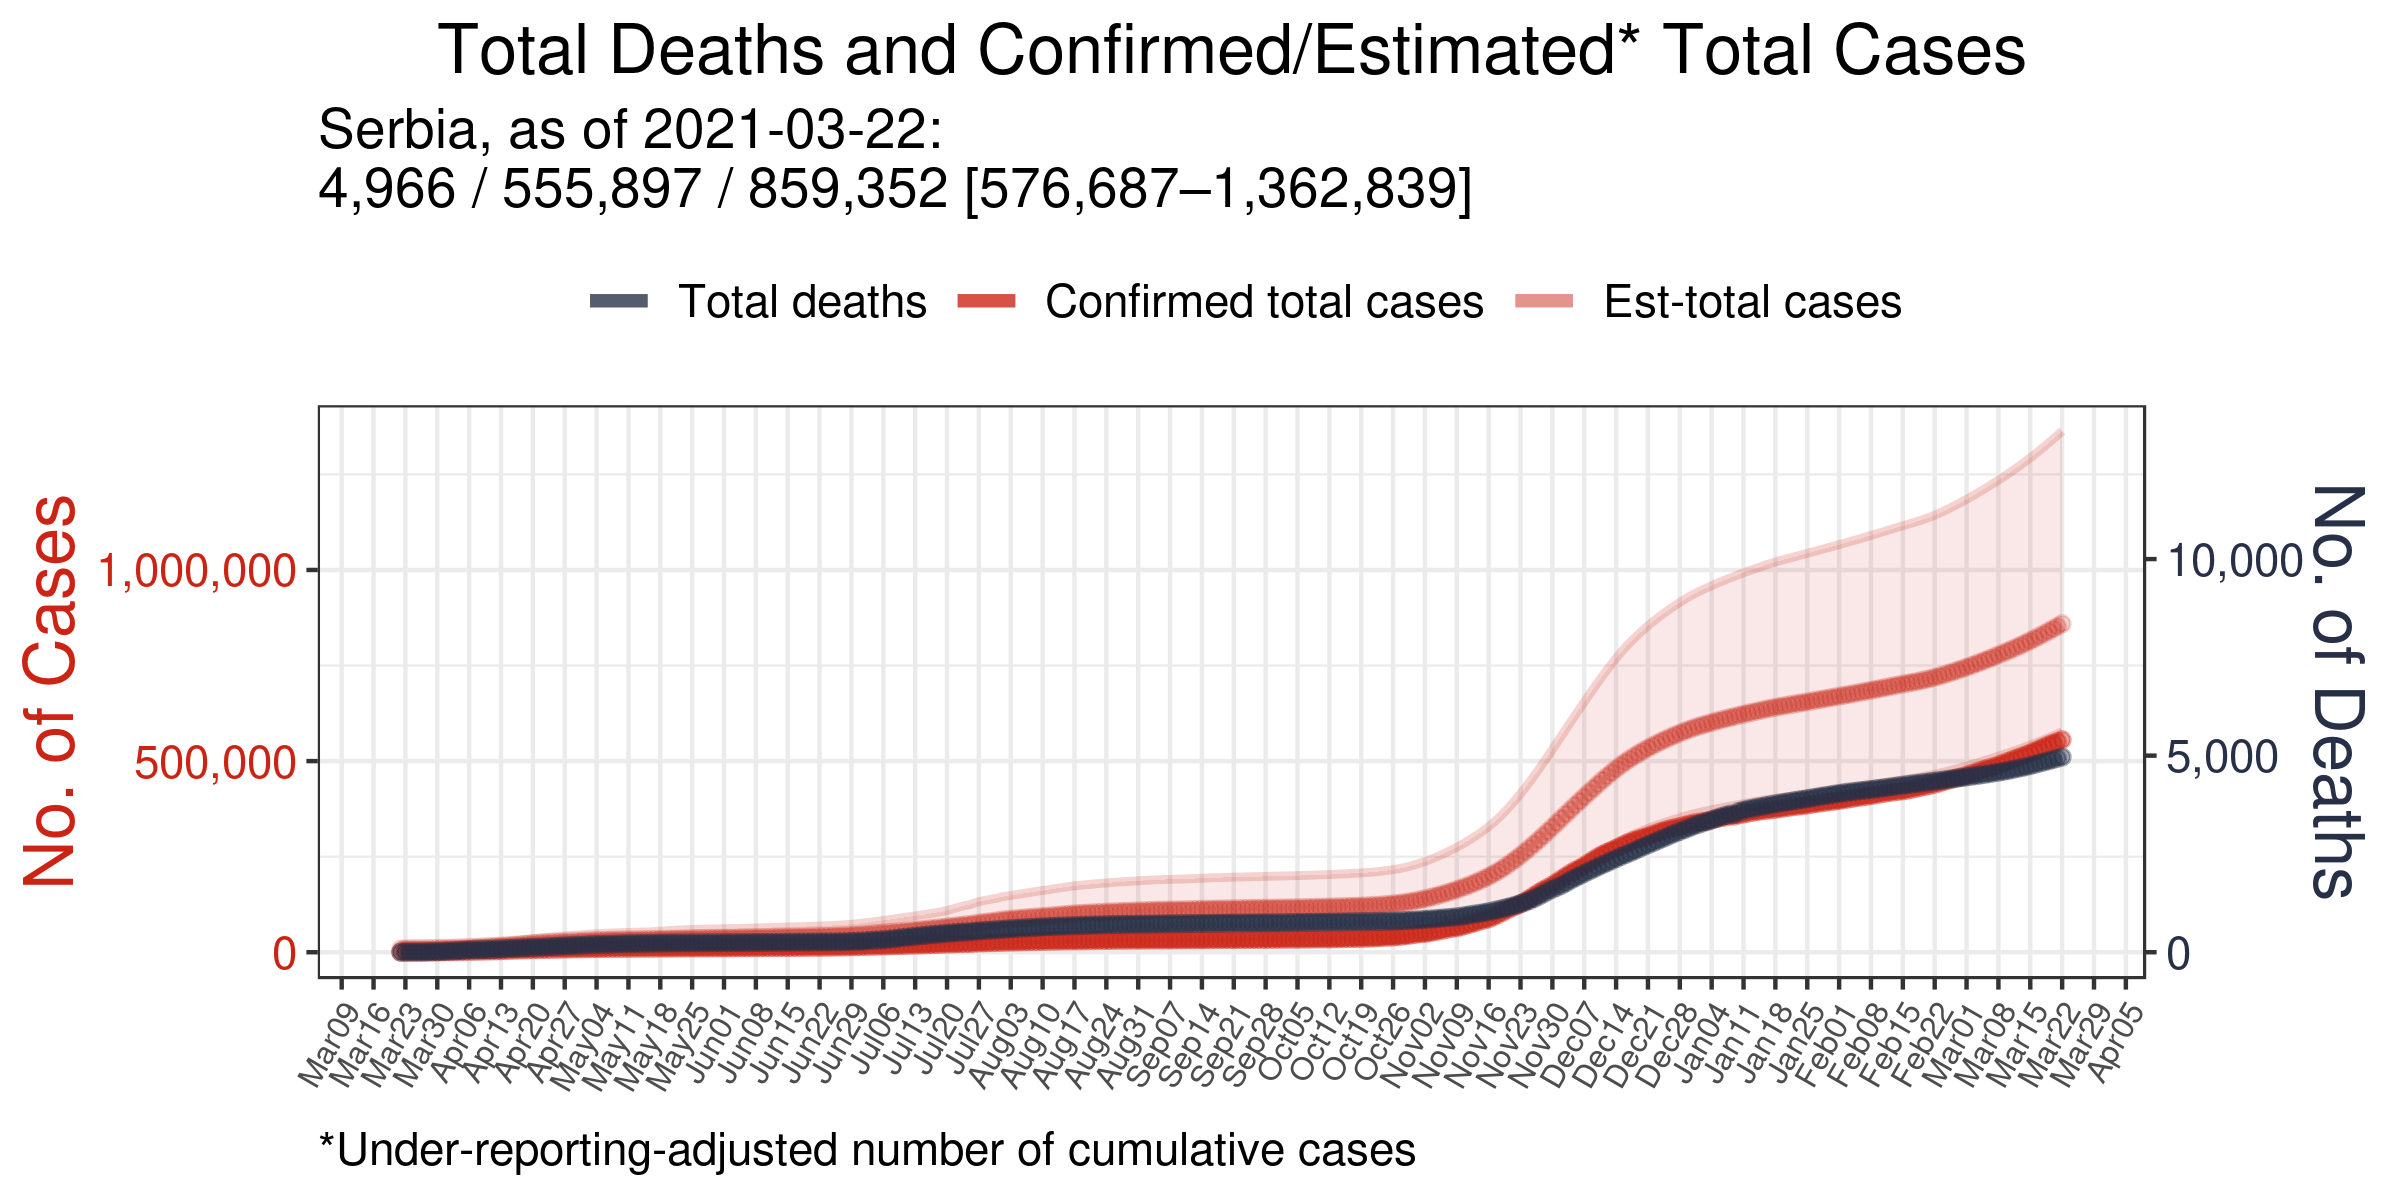 Total Deaths and Confirmed/Estimated* Total Cases
Serbia, as of 2021-03-22:
4,966 / 555,897 / 859,352 [576,687–1,362,839]
Total deaths
Confirmed total cases
Est-total cases
No. of Cases
1,000,000
500,000
0
10,000
5,000
0
No. of Deaths
Mar09
Mar16
Mar23
Mar30
Apr06
Apr13
Apr20
Apr27
May04
May11
May18
May25
Jun01
Jun08
Jun15
Jun22
Jun29
Jul06
Jul13
Jul20
Jul27
Aug03
Aug10
Aug17
Aug24
Aug31
Sep07
Sep14
Sep21
Sep28
Oct05
Oct12
Oct19
Oct26
Nov02
Nov09
Nov16
Nov23
Nov30
Dec07
Dec14
Dec21
Dec28
Jan04
Jan11
Jan18
Jan25
Feb01
Feb08
Feb15
Feb22
Mar01
Mar08
Mar15
Mar22
Mar29
Apr05
*Under-reporting-adjusted number of cumulative cases